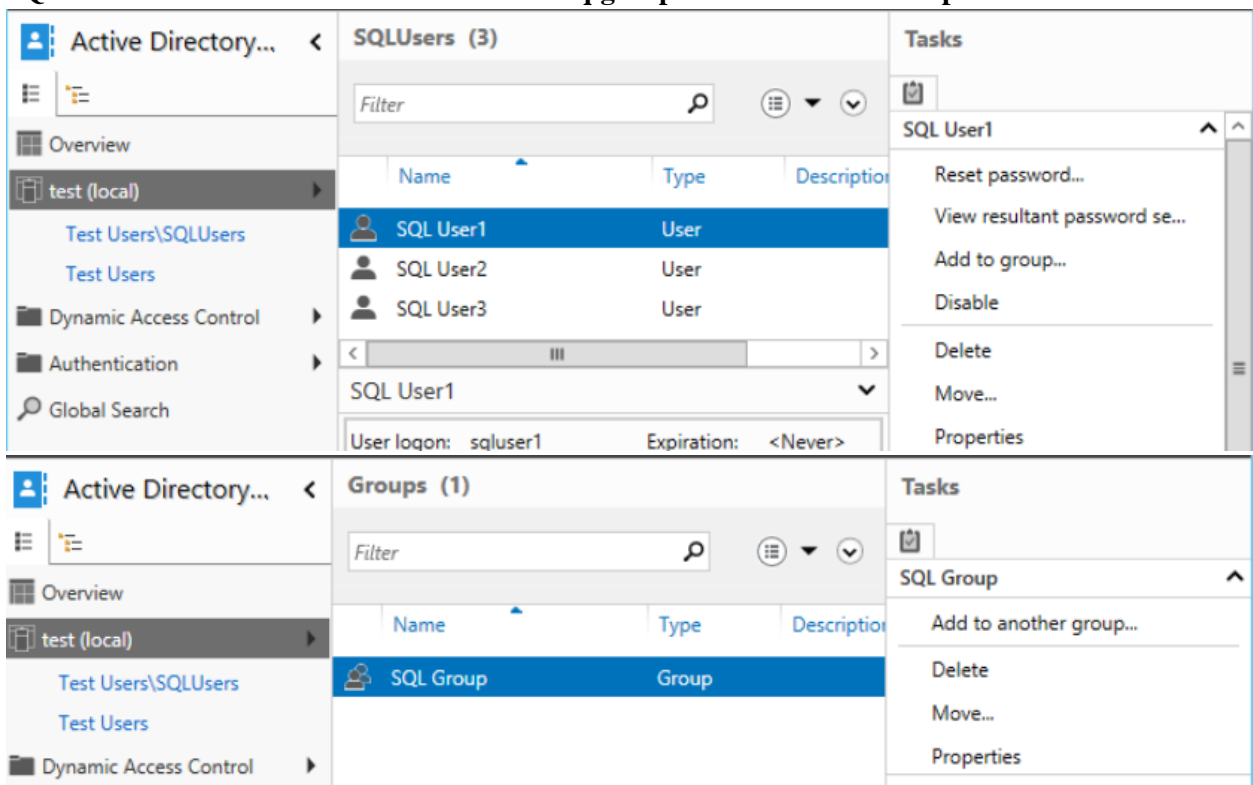 Active Directory...
SQLUsers (3)
Tasks
Filter
SQL User1
Overview
Name Type Description
Reset password...
test (local)
View resultant password se...
Test Users\SQLUsers
SQL User1 User
Add to group...
Test Users
SQL User2 User
Disable
Dynamic Access Control
SQL User3 User
Delete
Authentication
SQL User1
Move...
Global Search
User logon: sqluser1 Expiration: <Never>
Properties
Active Directory...
Groups (1)
Tasks
Filter
SQL Group
Overview
Name Type Description
Add to another group...
test (local)
Delete
Test Users\SQLUsers
SQL Group Group
Move...
Test Users
Properties
Dynamic Access Control